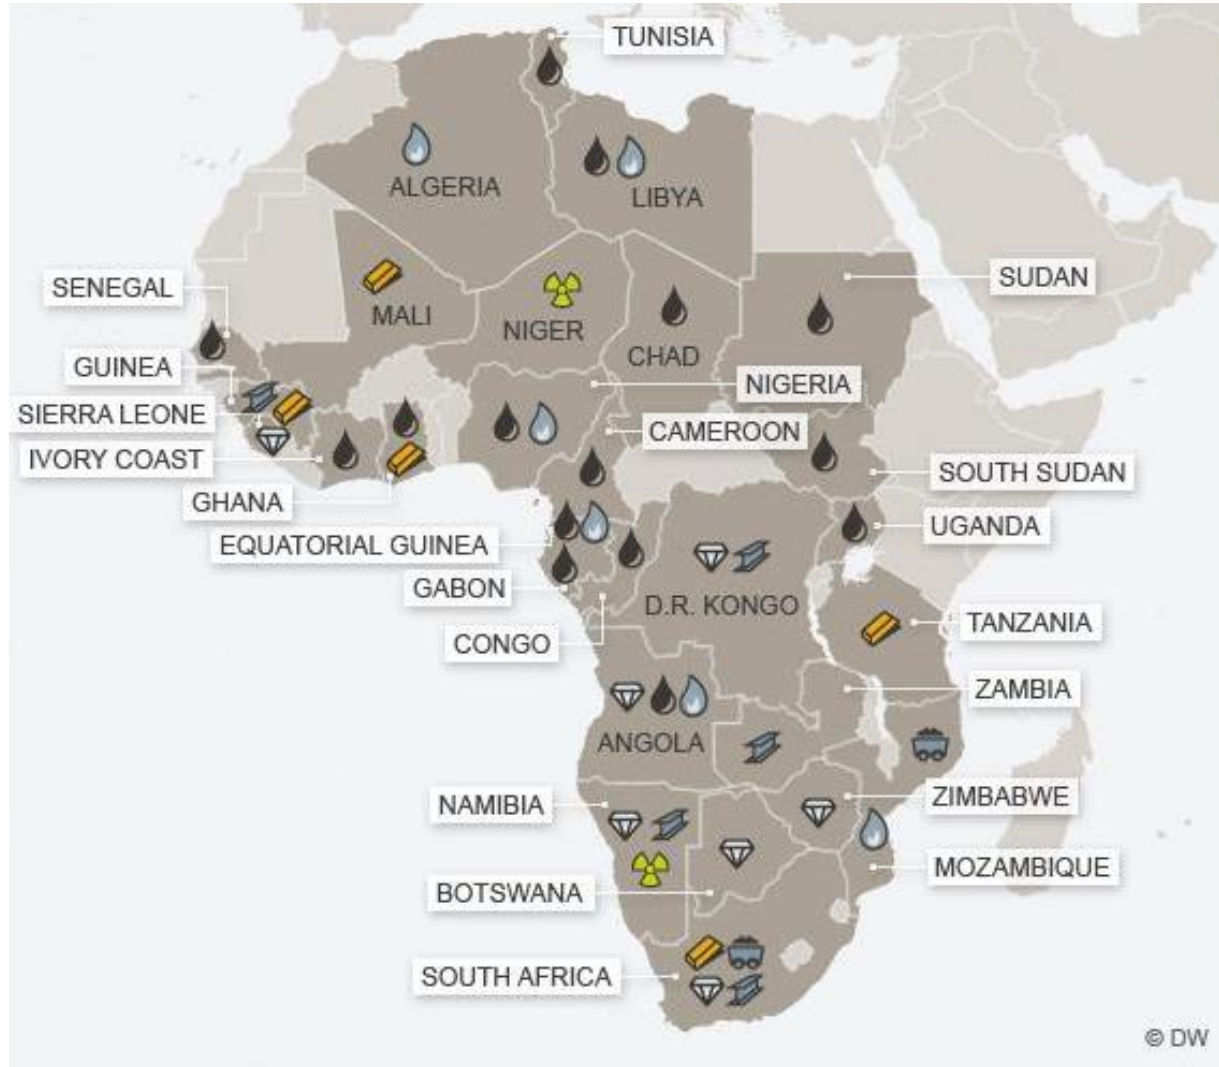 TUNISIA
ALGERIA
LIBYA
SUDAN
SENEGAL
MALI
NIGER
CHAD
GUINEA
NIGERIA
SIERRA LEONE
CAMEROON
IVORY COAST
SOUTH SUDAN
GHANA
UGANDA
EQUATORIAL GUINEA
GABON
D.R. KONGO
TANZANIA
CONGO
ZAMBIA
ANGOLA
NAMIBIA
ZIMBABWE
MOZAMBIQUE
BOTSWANA
SOUTH AFRICA
© DW